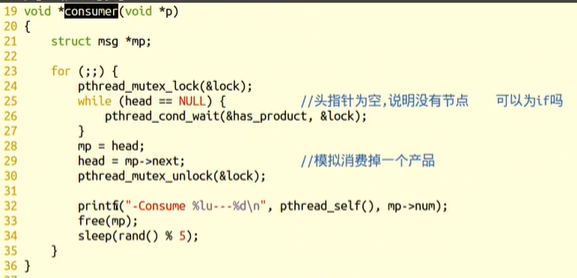 19 void *consumer(void *p)
20 {
21     struct msg *mp;
22
23     for (;;) {
24         pthread_mutex_lock(&lock);
25         while (head == NULL) {           //头指针为空,说明没有节点    可以为if吗
26             pthread_cond_wait(&has_product, &lock);
27         }
28         mp = head;
29         head = mp->next;                 //模拟消费掉一个产品
30         pthread_mutex_unlock(&lock);
31
32         printf("-Consume %lu---%d\n", pthread_self(), mp->num);
33         free(mp);
34         sleep(rand() % 5);
35     }
36 }